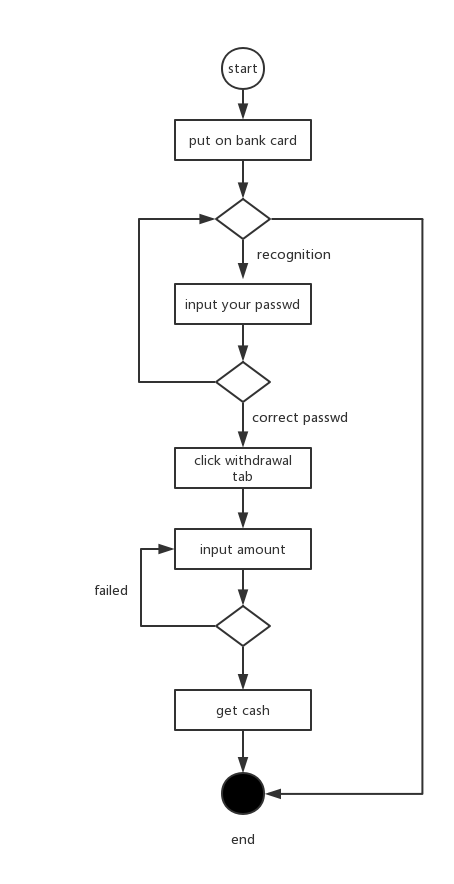 start
put on bank card
recognition
input your passwd
correct passwd
click withdrawal
tab
input amount
failed
get cash
end